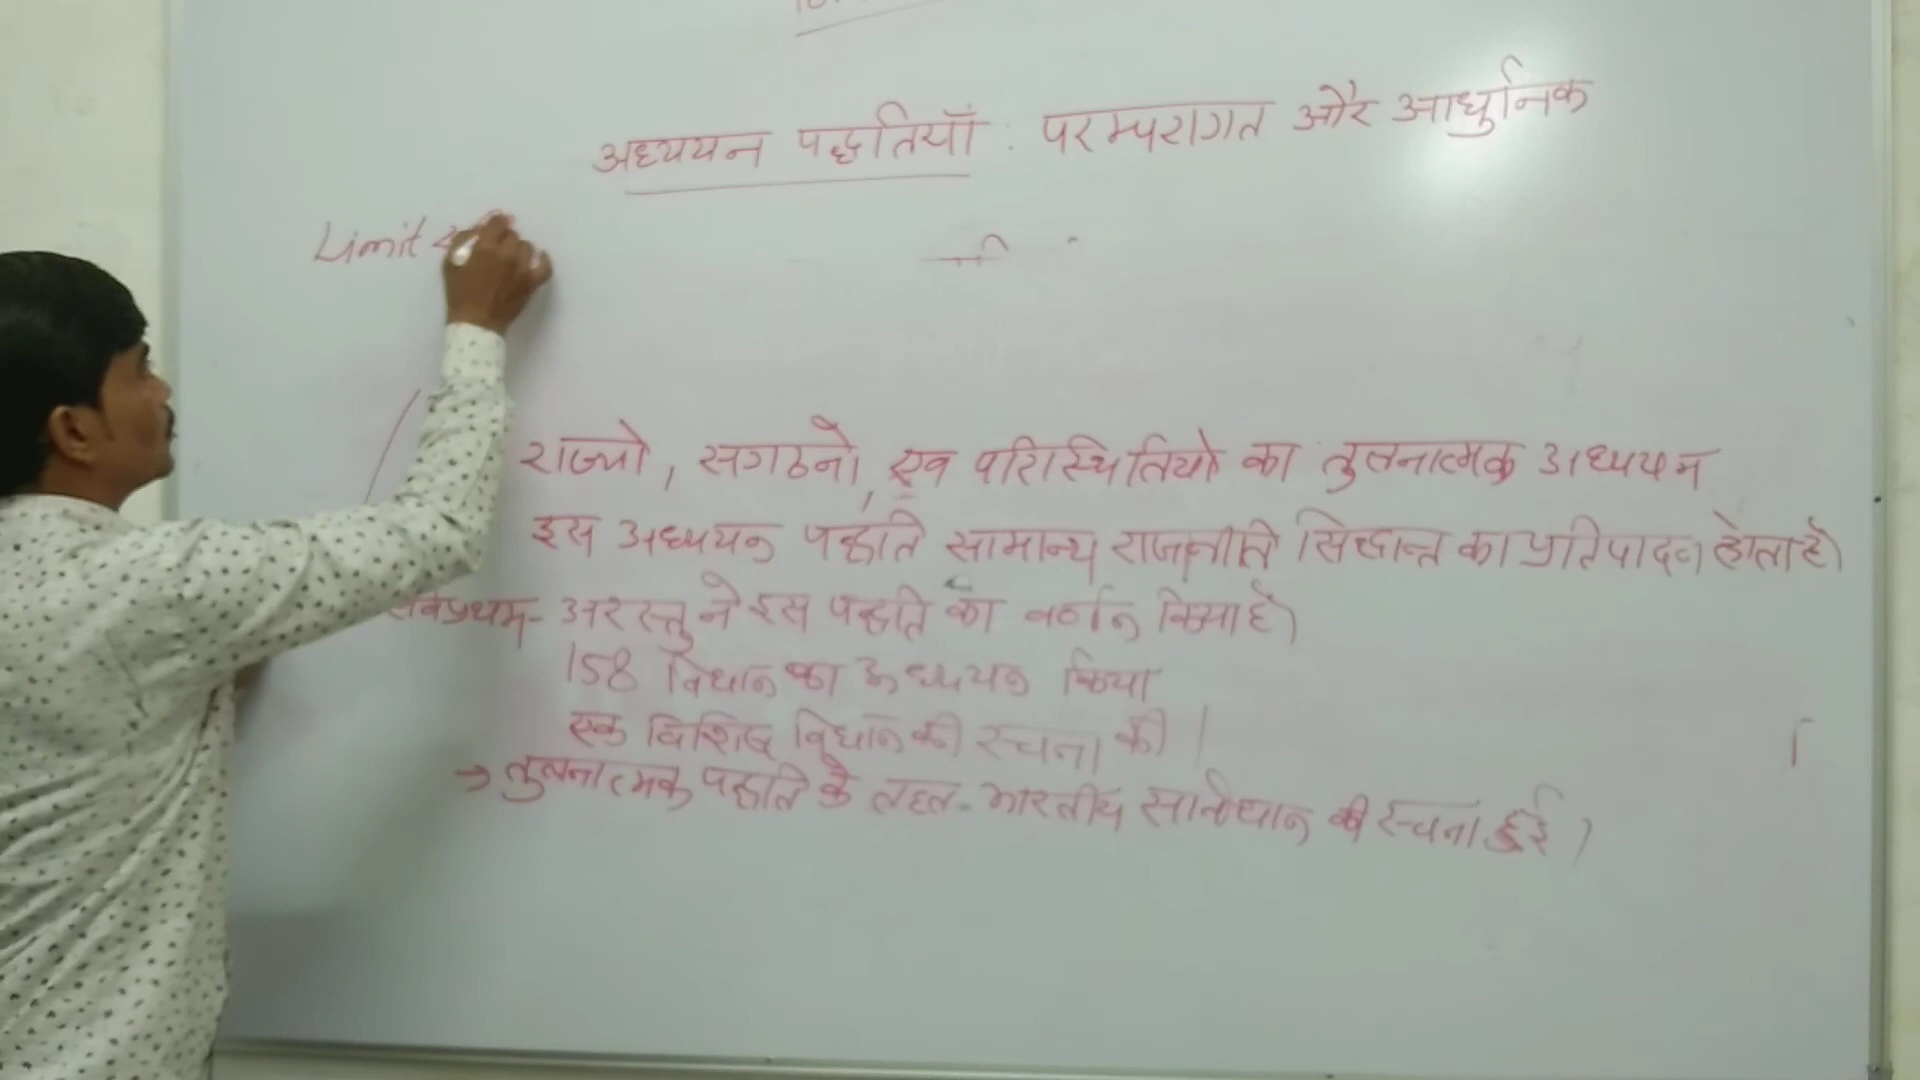 अध्ययन पद्धतियाँ : परम्परागत और आधुनिक
Limit
राज्यो, सगठनो, एव परिस्थितियो का तुलनात्मक अध्ययन
इस अध्ययन पद्धति सामान्य राजनीति सिद्धान्त का प्रतिपादन होता है।
सर्वप्रथम- अरस्तु ने इस पद्धति का वर्णन किया है।
158 विधान का अध्ययन किया
एक विशिष्ट विधान की रचना की।
→ तुलनात्मक पद्धति के तहत- भारतीय सविधान की रचना हुई।